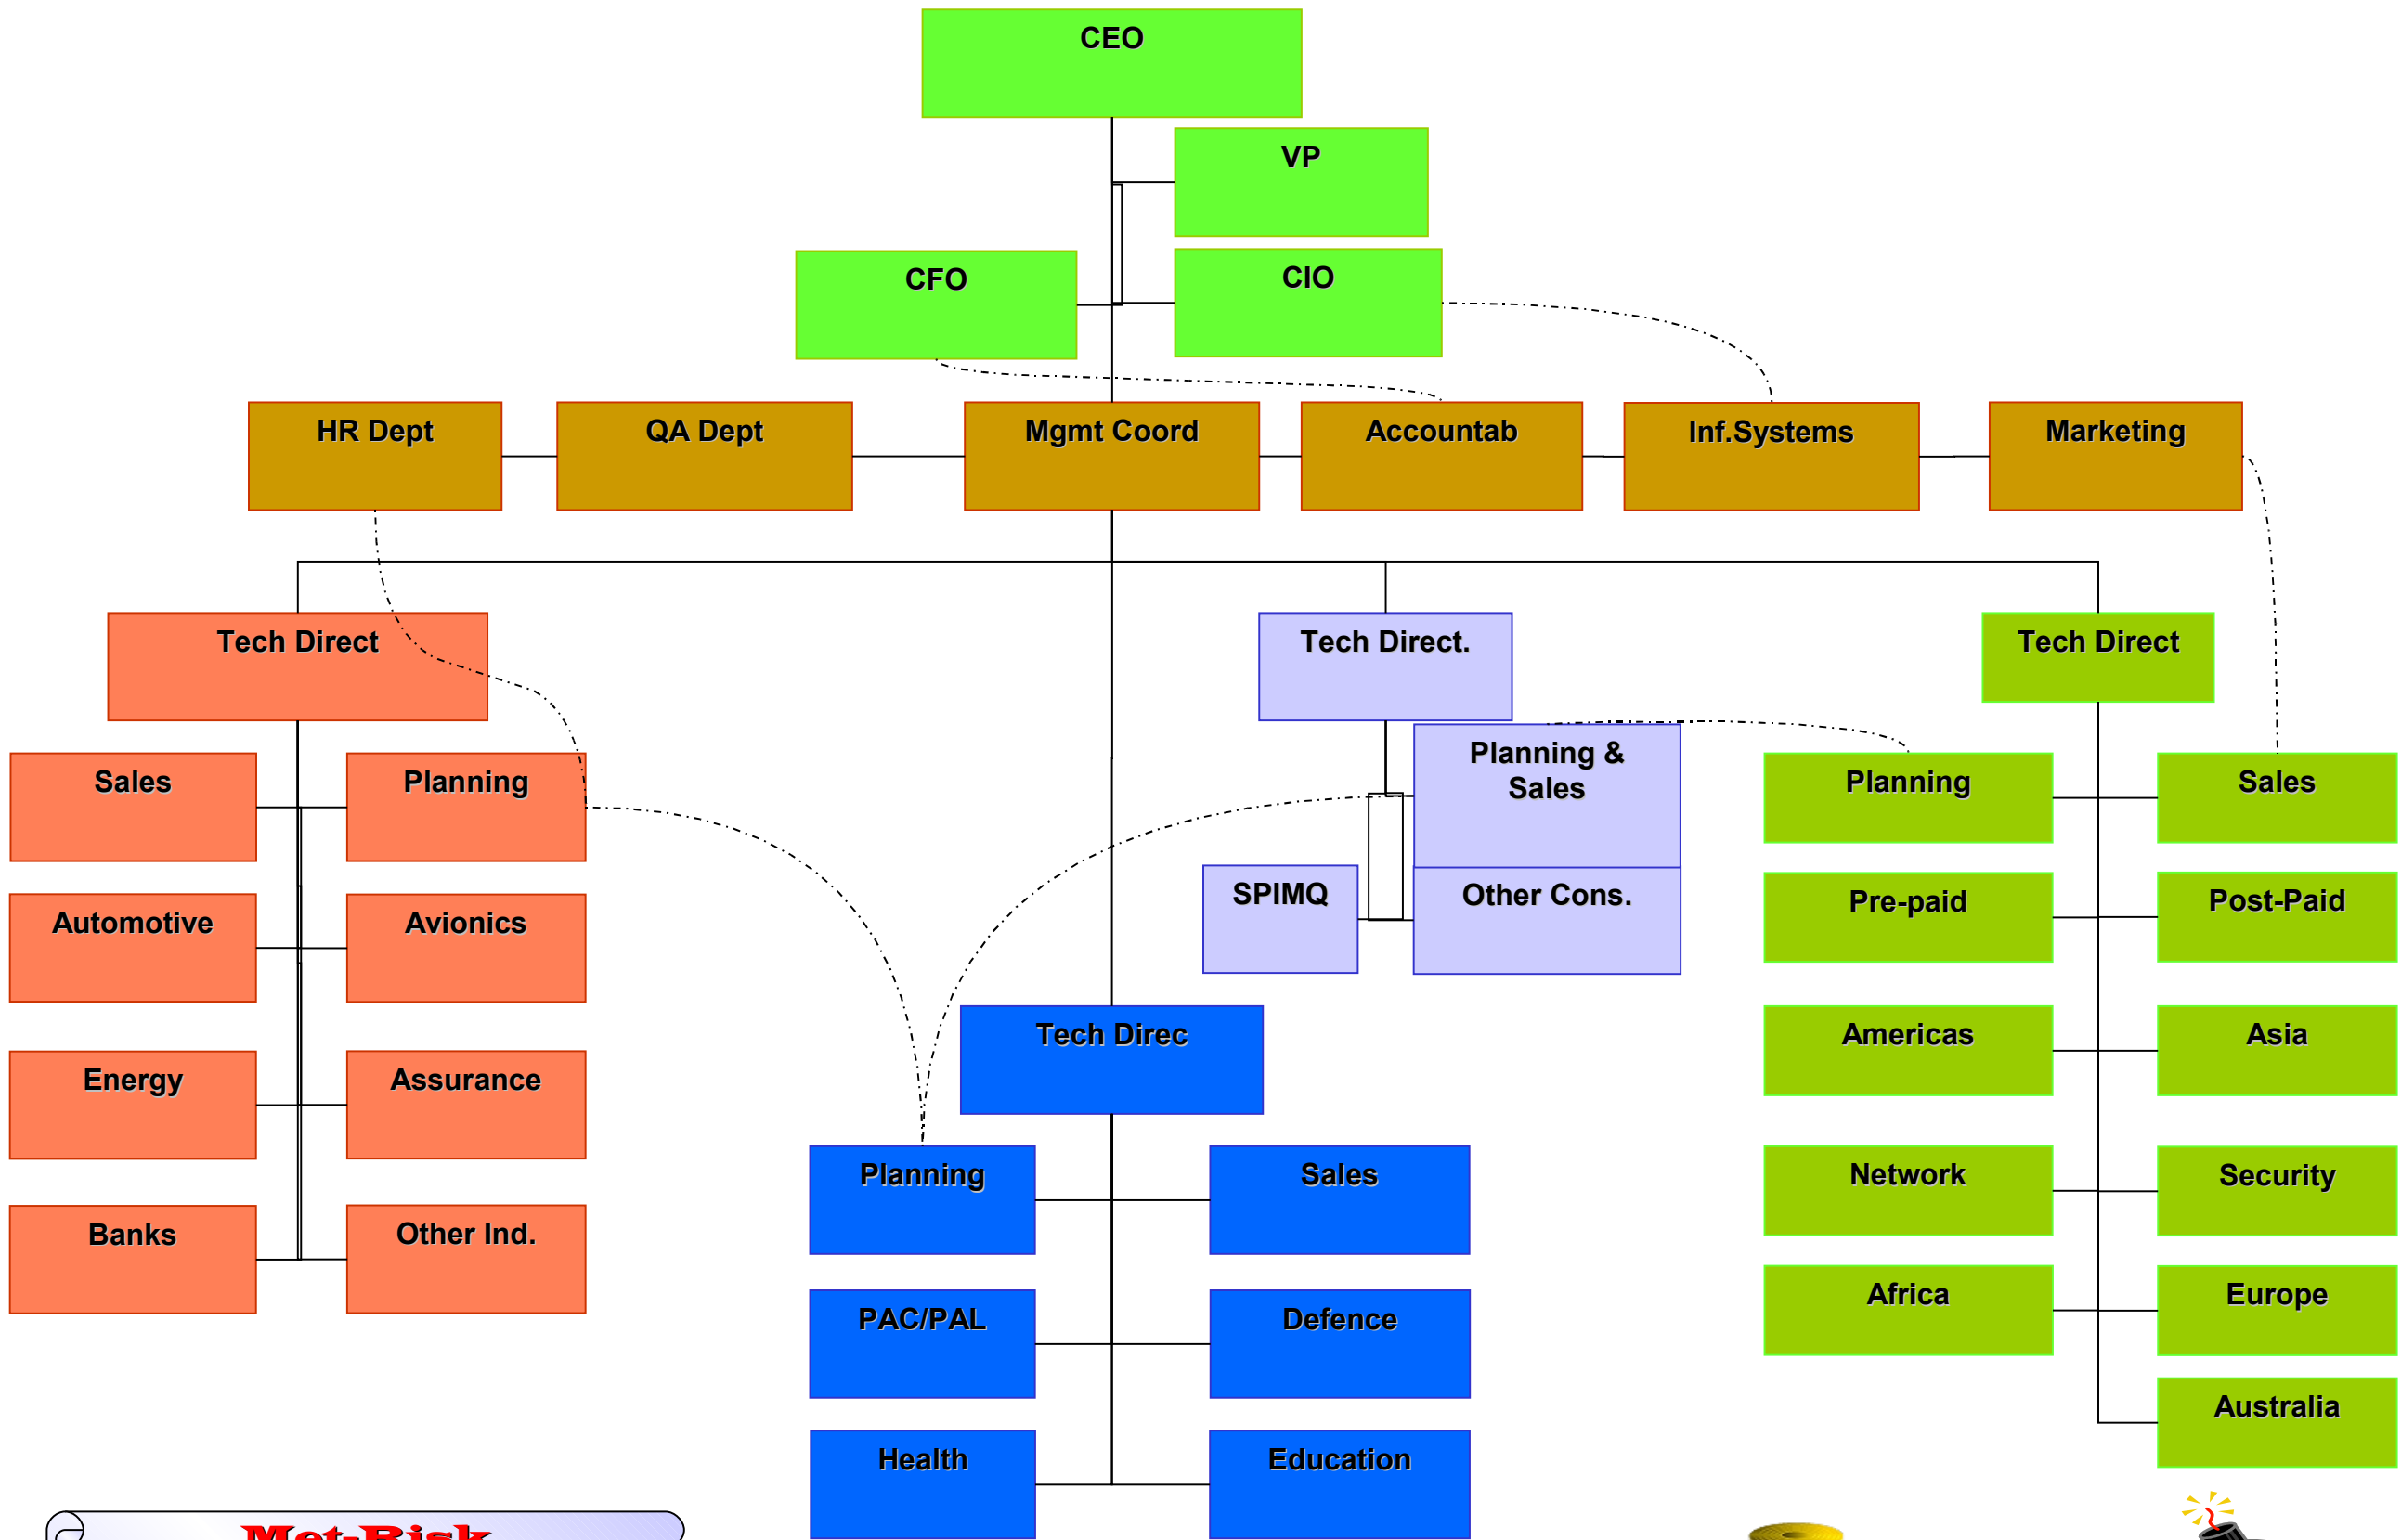 CEO
VP
CFO
CIO
HR Dept
QA Dept
Mgmt Coord
Accountab
Inf.Systems
Marketing
Tech Direct
Tech Direct.
Tech Direct
Sales
Planning
Planning &
Sales
Planning
Sales
Automotive
Avionics
SPIMQ
Other Cons.
Pre-paid
Post-Paid
Energy
Assurance
Tech Direc
Americas
Asia
Banks
Other Ind.
Planning
Sales
Network
Security
PAC/PAL
Defence
Africa
Europe
Health
Education
Australia
Met-Risk